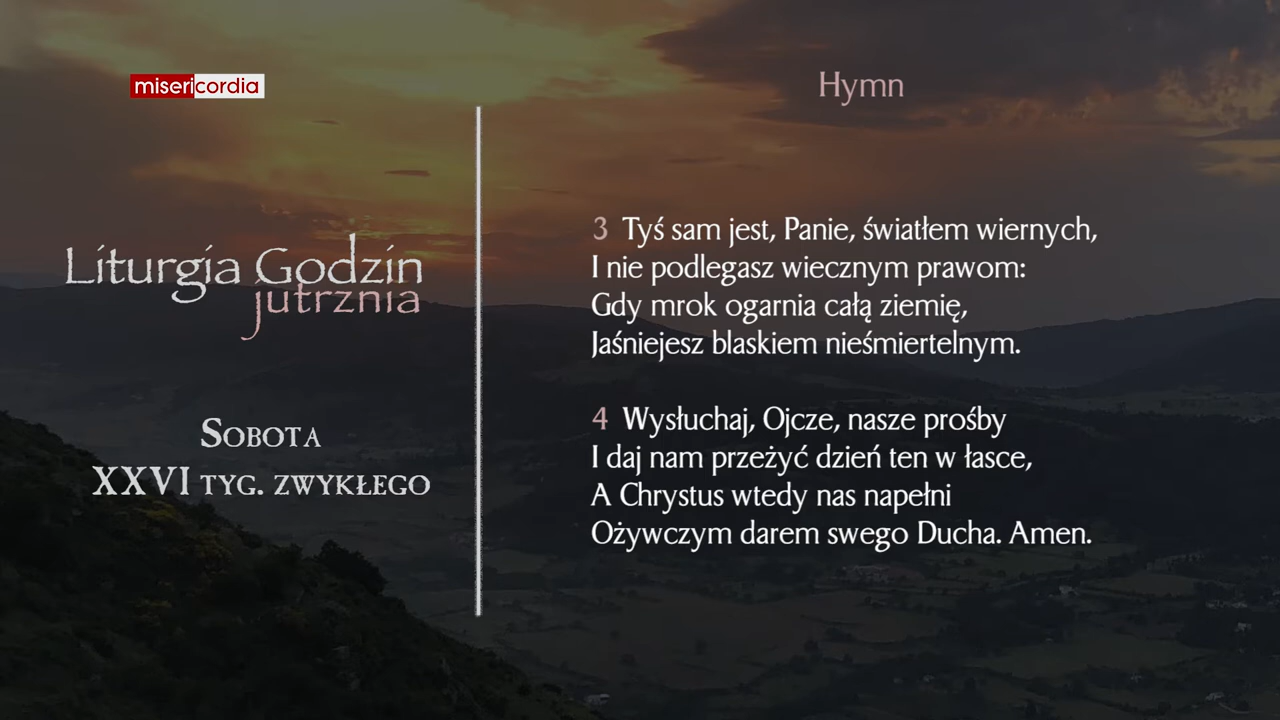 misericordia
Liturgia Godzin
jutrznia
Sobota
XXVI tyg. zwykłego
Hymn
3 Tyś sam jest, Panie, światłem wiernych,
I nie podlegasz wiecznym prawom:
Gdy mrok ogarnia całą ziemię,
Jaśniejesz blaskiem nieśmiertelnym.
4 Wysłuchaj, Ojcze, nasze prośby
I daj nam przeżyć dzień ten w łasce,
A Chrystus wtedy nas napełni
Ożywczym darem swego Ducha. Amen.